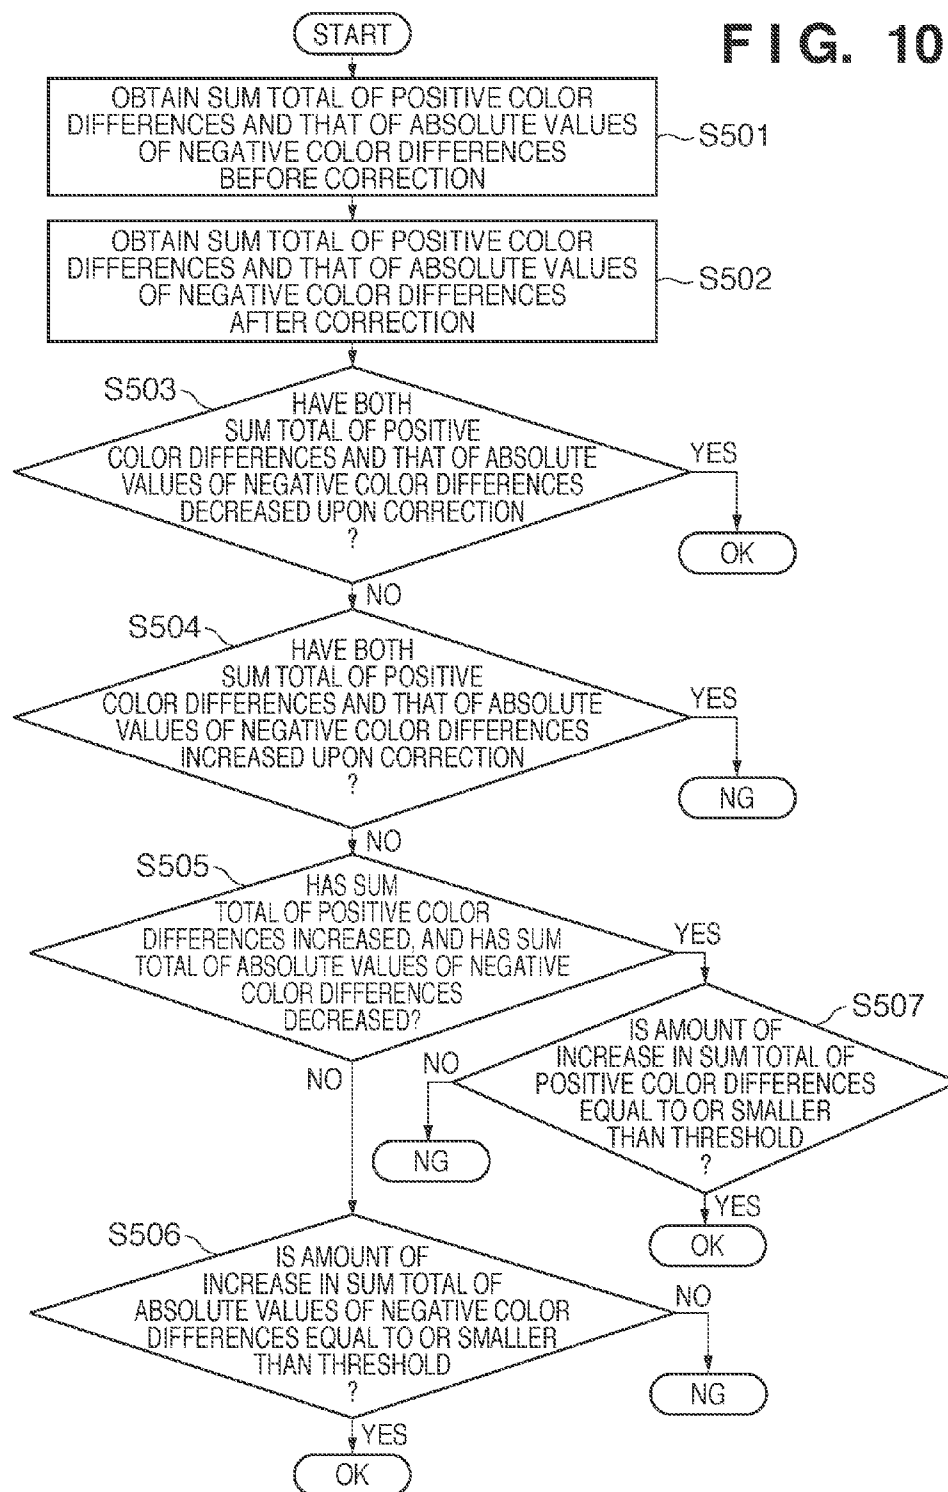 FIG. 10
START
OBTAIN SUM TOTAL OF POSITIVE COLOR
DIFFERENCES AND THAT OF ABSOLUTE VALUES
OF NEGATIVE COLOR DIFFERENCES
BEFORE CORRECTION
S501
OBTAIN SUM TOTAL OF POSITIVE COLOR
DIFFERENCES AND THAT OF ABSOLUTE VALUES
OF NEGATIVE COLOR DIFFERENCES
AFTER CORRECTION
S502
S503
HAVE BOTH
SUM TOTAL OF POSITIVE
COLOR DIFFERENCES AND THAT OF ABSOLUTE
VALUES OF NEGATIVE COLOR DIFFERENCES
DECREASED UPON CORRECTION
?
YES
OK
NO
S504
HAVE BOTH
SUM TOTAL OF POSITIVE
COLOR DIFFERENCES AND THAT OF ABSOLUTE
VALUES OF NEGATIVE COLOR DIFFERENCES
INCREASED UPON CORRECTION
?
YES
NG
NO
S505
HAS SUM
TOTAL OF POSITIVE COLOR
DIFFERENCES INCREASED, AND HAS SUM
TOTAL OF ABSOLUTE VALUES OF NEGATIVE
COLOR DIFFERENCES
DECREASED?
YES
NO
S507
IS AMOUNT OF
INCREASE IN SUM TOTAL OF
POSITIVE COLOR DIFFERENCES
EQUAL TO OR SMALLER
THAN THRESHOLD
?
NO
NG
YES
OK
S506
IS AMOUNT OF
INCREASE IN SUM TOTAL OF
ABSOLUTE VALUES OF NEGATIVE COLOR
DIFFERENCES EQUAL TO OR SMALLER
THAN THRESHOLD
?
NO
NG
YES
OK